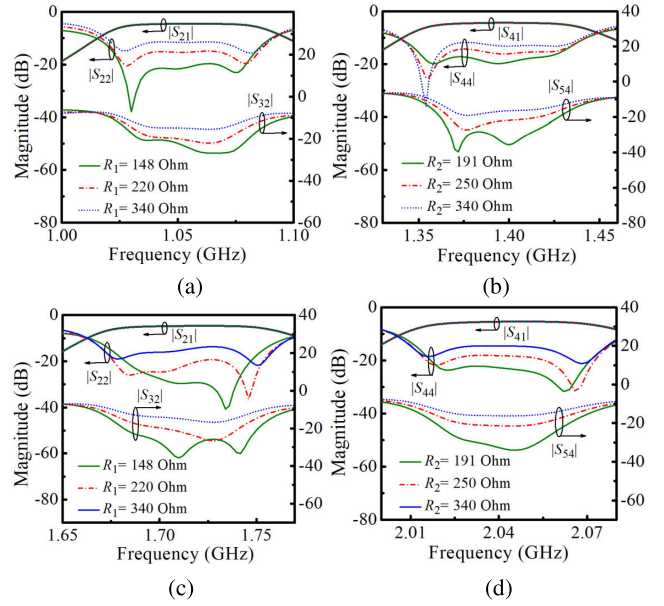 0
-20
-40
-60
-80
Magnitude (dB)
|S21|
|S22|
|S32|
R1= 148 Ohm
R1= 220 Ohm
R1= 340 Ohm
20
0
-20
-40
-60
1.00
1.05
1.10
Frequency (GHz)
(a)
0
-20
-40
-60
-80
Magnitude (dB)
|S41|
|S44|
|S54|
R2= 191 Ohm
R2= 250 Ohm
R2= 340 Ohm
40
20
0
-20
-40
-60
1.35
1.40
1.45
Frequency (GHz)
(b)
0
-20
-40
-60
-80
Magnitude (dB)
|S21|
|S22|
|S32|
R1= 148 Ohm
R1= 220 Ohm
R1= 340 Ohm
40
20
0
-20
-40
-60
1.65
1.70
1.75
Frequency (GHz)
(c)
0
-20
-40
-60
-80
Magnitude (dB)
|S41|
|S44|
|S54|
R2= 191 Ohm
R2= 250 Ohm
R2= 340 Ohm
40
20
0
-20
-40
-60
2.01
2.04
2.07
Frequency (GHz)
(d)